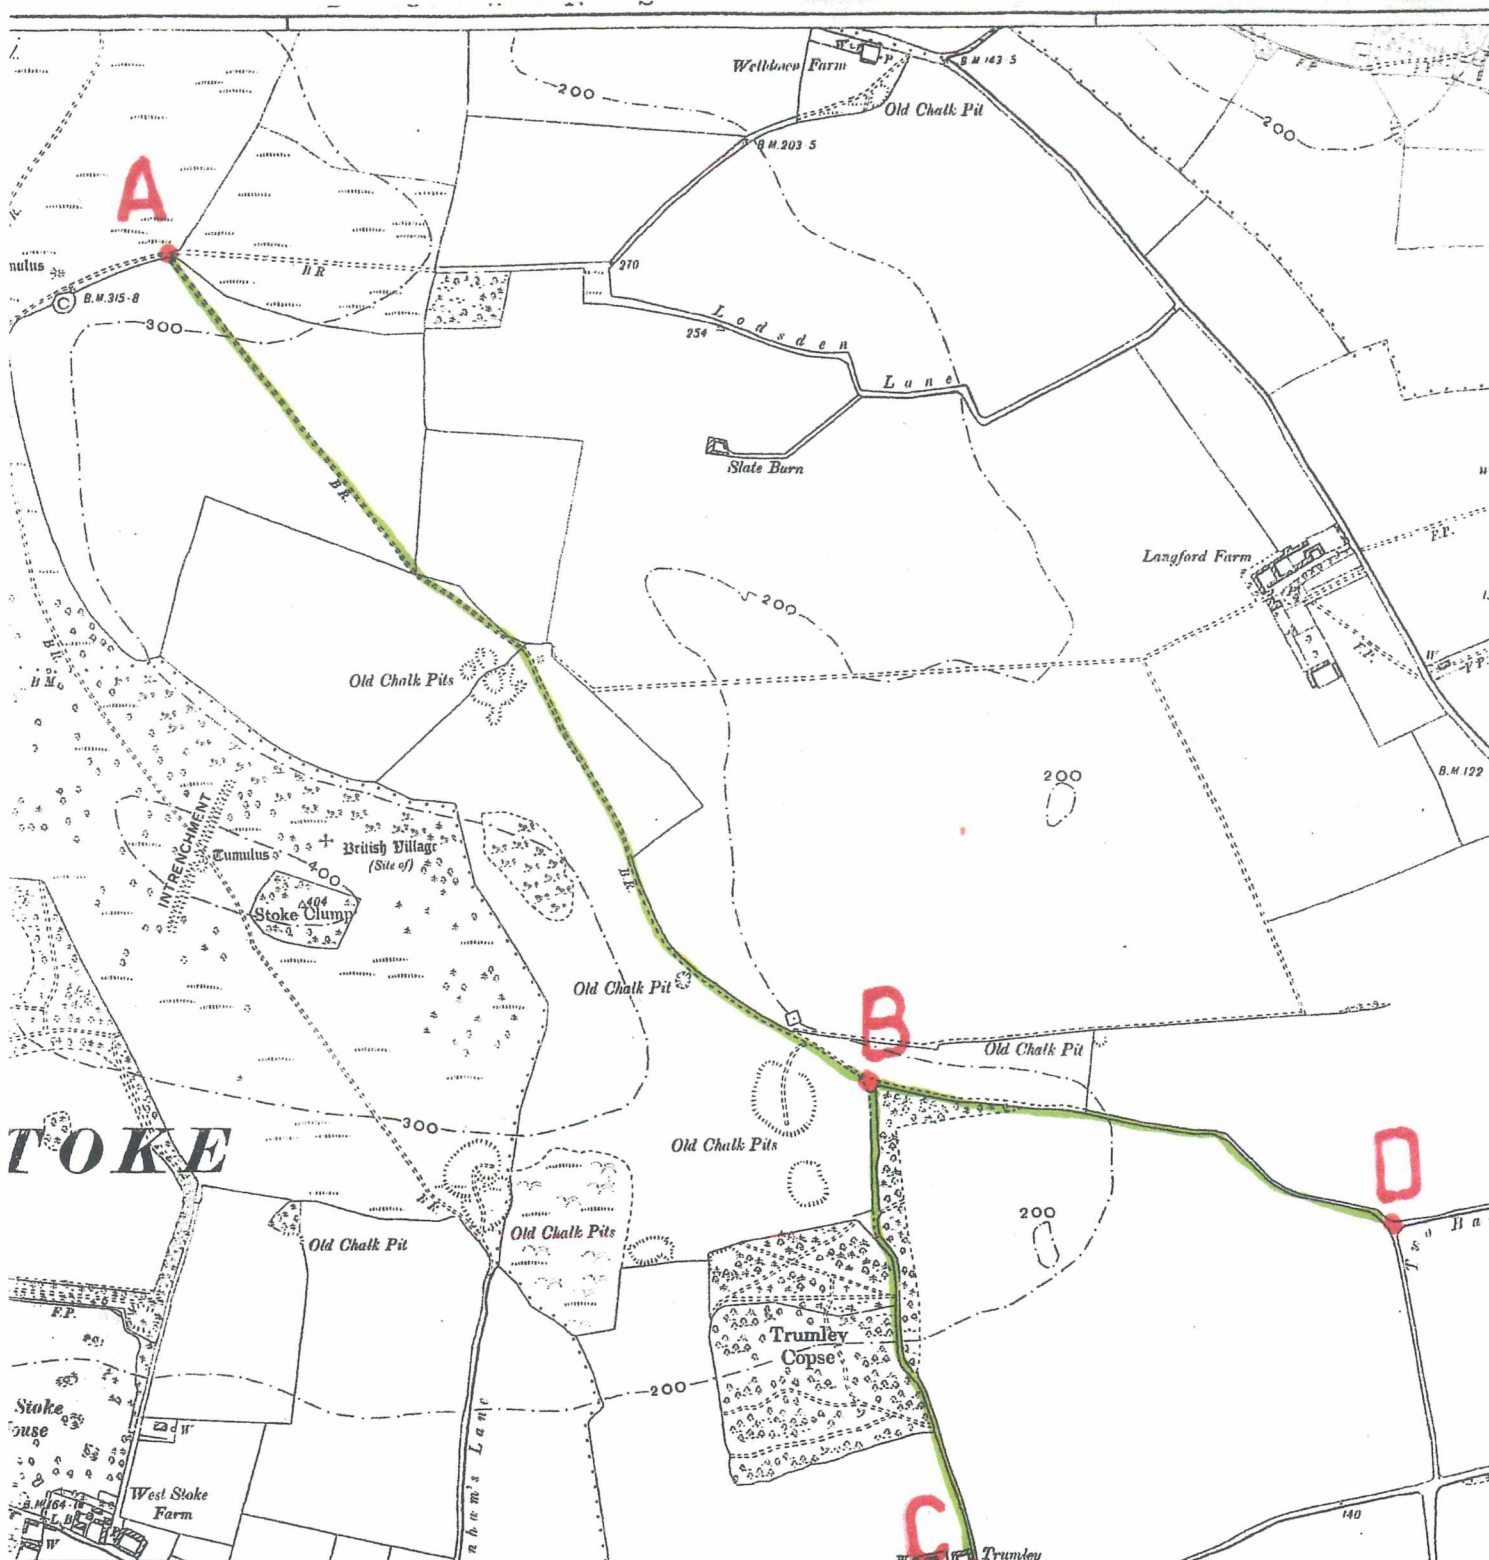 Welldown Farm
W
P
B.M.143·5
F.P.
200
Old Chalk Pit
200
B.M.203·5
A
B R
270
B.M.315·8
300
254
Lodsden
Lane
Slate Burn
B.R.
Langford Farm
F.P.
200
F.P.
W
F.P.
B.R.
B.M.
Old Chalk Pits
200
B.M.122
INTRENCHMENT
Tumulus
British Village
(Site of)
400
404
Stoke Clump
B.R.
Old Chalk Pit
B
Old Chalk Pit
300
TOKE
Old Chalk Pits
D
B R
Old Chalk Pit
Old Chalk Pits
200
F.P.
Trumley
Copse
200
Stoke
ouse
W
nham's Lane
West Stoke
Farm
L.B.
P
W
C
140
Trumley